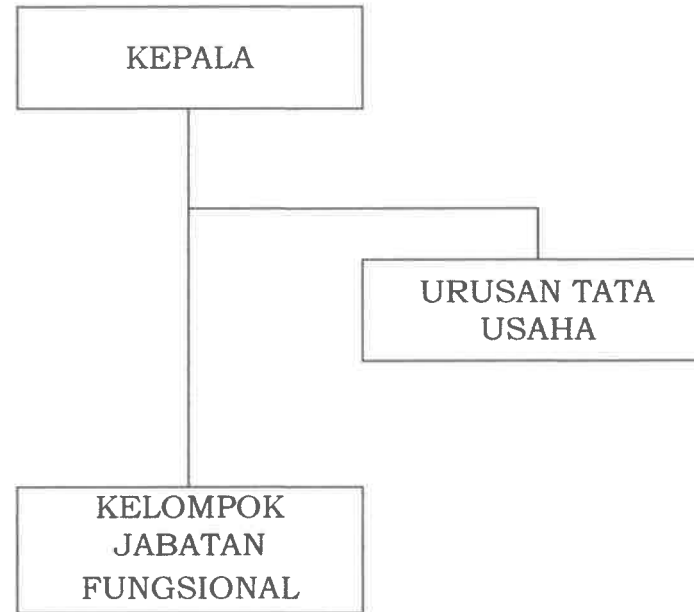 KEPALA
URUSAN TATA
USAHA
KELOMPOK
JABATAN
FUNGSIONAL